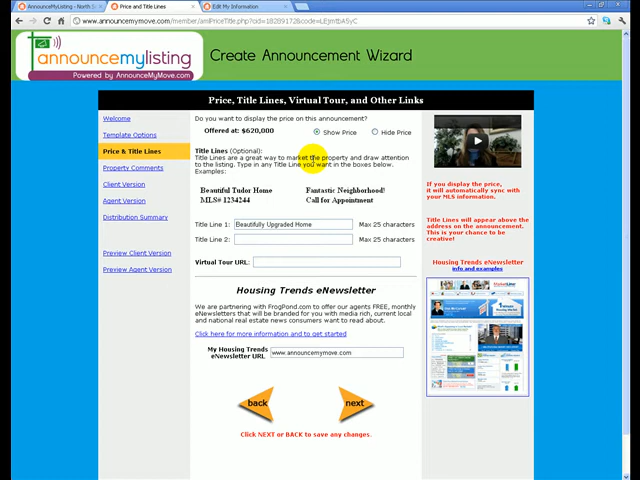 AnnounceMyListing - North S
Price and Title Lines
Edit My Information
www.announcemymove.com/member/amlPriceTitle.php?oid=
announcemylisting
Powered by AnnounceMyMove.com
Create Announcement Wizard
Price, Title Lines, Virtual Tour, and Other Links
Welcome
Template Options
Price & Title Lines
Property Comments
Client Version
Agent Version
Distribution Summary
Preview Client Version
Preview Agent Version
Do you want to display the price on this announcement?
Offered at: $620,000
Show Price
Hide Price
Title Lines (Optional):
Title Lines are a great way to market the property and draw attention
to the listing. Type in any Title Line you want in the boxes below.
Examples:
Beautiful Tudor Home
Fantastic Neighborhood!
MLS# 1234244
Call for Appointment
Title Line 1:
Beautifully Upgraded Home
Max 25 characters
Title Line 2:
Max 25 characters
Virtual Tour URL:
Housing Trends eNewsletter
We are partnering with FrogPond.com to offer our agents FREE, monthly
eNewsletters that will be branded for you with media rich, current local
and national real estate news consumers want to read about.
Click here for more information and to get started
My Housing Trends
eNewsletter URL
www.announcemymove.com
back
next
Click NEXT or BACK to save any changes.
If you display the price,
it will automatically sync with
your MLS information.
Title Lines will appear above the
address on the announcement.
This is your chance to be
creative!
Housing Trends eNewsletter
info and examples